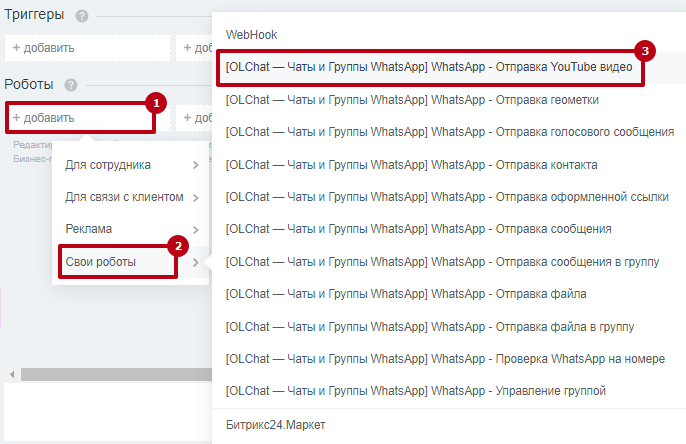 Триггеры ?
+ добавить
+ доба
Роботы ?
1
+ добавить
+ доба
Редактир
Бизнес-п
Для сотрудника
Для связи с клиентом
Реклама
2
Свои роботы
WebHook
3
[OLChat — Чаты и Группы WhatsApp] WhatsApp - Отправка YouTube видео
[OLChat — Чаты и Группы WhatsApp] WhatsApp - Отправка геометки
[OLChat — Чаты и Группы WhatsApp] WhatsApp - Отправка голосового сообщения
[OLChat — Чаты и Группы WhatsApp] WhatsApp - Отправка контакта
[OLChat — Чаты и Группы WhatsApp] WhatsApp - Отправка оформленной ссылки
[OLChat — Чаты и Группы WhatsApp] WhatsApp - Отправка сообщения
[OLChat — Чаты и Группы WhatsApp] WhatsApp - Отправка сообщения в группу
[OLChat — Чаты и Группы WhatsApp] WhatsApp - Отправка файла
[OLChat — Чаты и Группы WhatsApp] WhatsApp - Отправка файла в группу
[OLChat — Чаты и Группы WhatsApp] WhatsApp - Проверка WhatsApp на номере
[OLChat — Чаты и Группы WhatsApp] WhatsApp - Управление группой
Битрикс24.Маркет